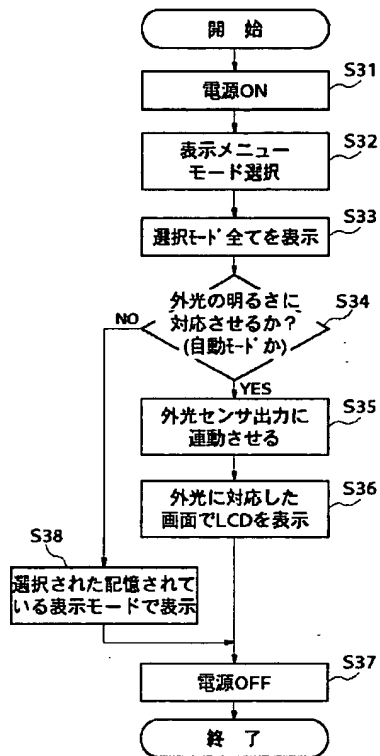 開 始
電源ON
S31
表示メニュー
モード選択
S32
選択ﾓｰﾄﾞ全てを表示
S33
外光の明るさに
対応させるか?
(自動ﾓｰﾄﾞか)
S34
NO
YES
外光センサ出力に
連動させる
S35
外光に対応した
画面でLCDを表示
S36
S38
選択された記憶されて
いる表示モードで表示
電源OFF
S37
終 了